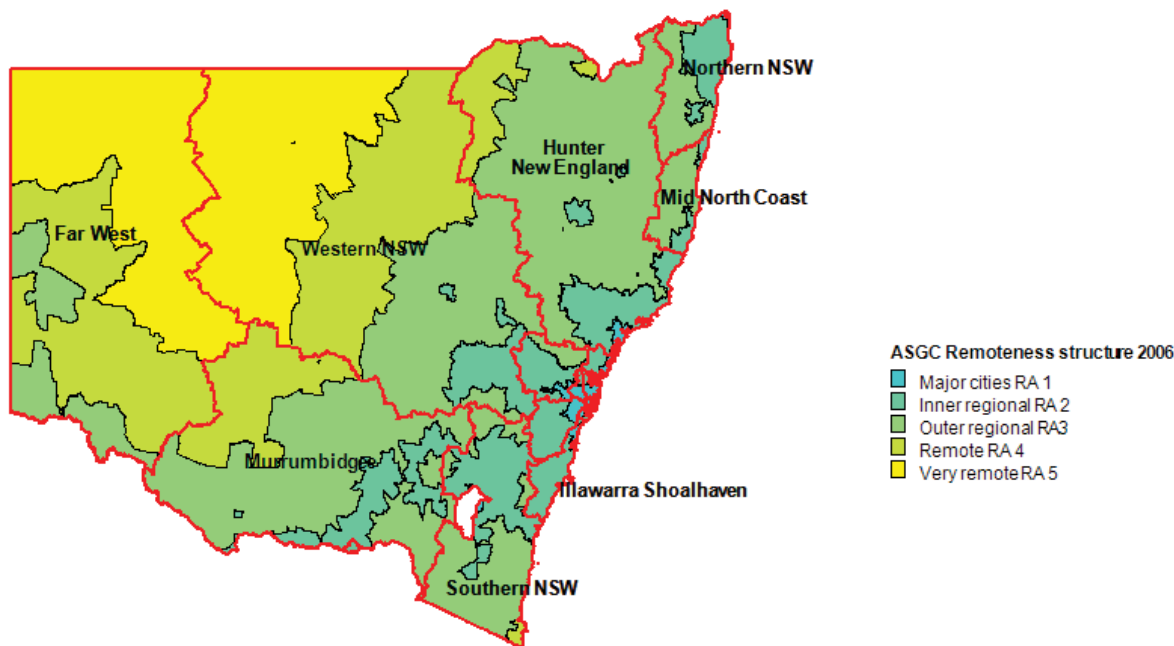 Northern NSW
Hunter
New England
Mid North Coast
Far West
Western NSW
Murrumbidgee
Illawarra Shoalhaven
Southern NSW
ASGC Remoteness structure 2006
Major cities RA 1
Inner regional RA 2
Outer regional RA3
Remote RA 4
Very remote RA 5